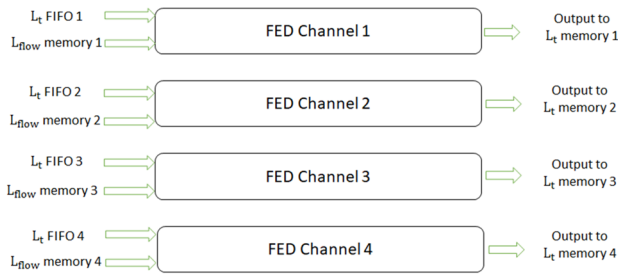 Lt FIFO 1
Lflow memory 1
FED Channel 1
Output to
Lt memory 1
Lt FIFO 2
Lflow memory 2
FED Channel 2
Output to
Lt memory 2
Lt FIFO 3
Lflow memory 3
FED Channel 3
Output to
Lt memory 3
Lt FIFO 4
Lflow memory 4
FED Channel 4
Output to
Lt memory 4